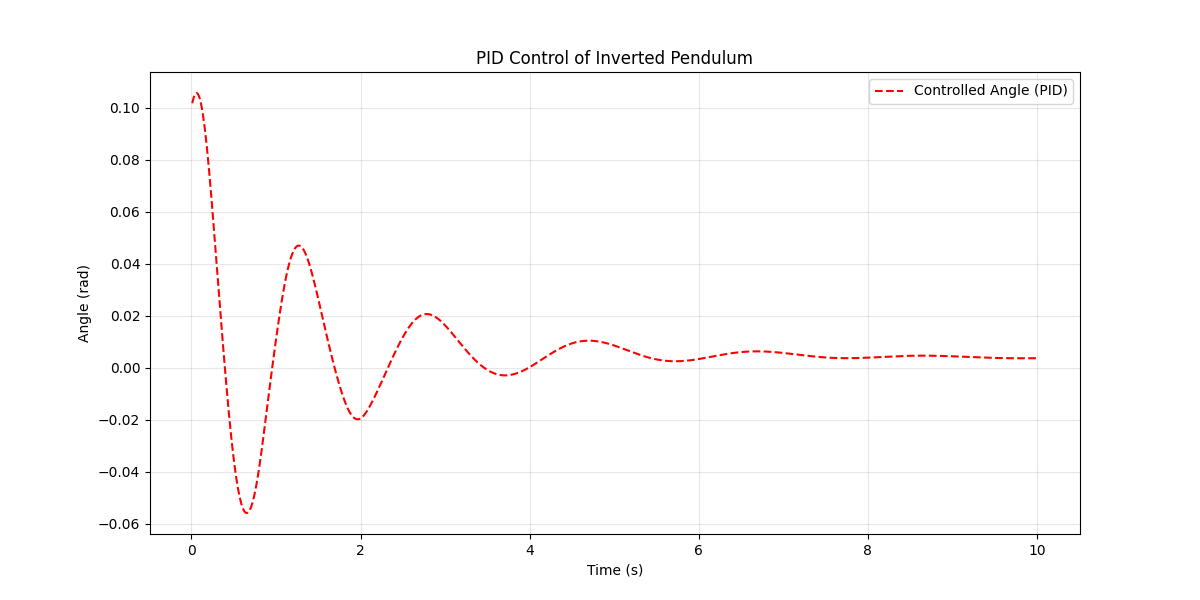 PID Control of Inverted Pendulum
Controlled Angle (PID)
Angle (rad)
0.10
0.08
0.06
0.04
0.02
0.00
−0.02
−0.04
−0.06
0 2 4 6 8 10
Time (s)